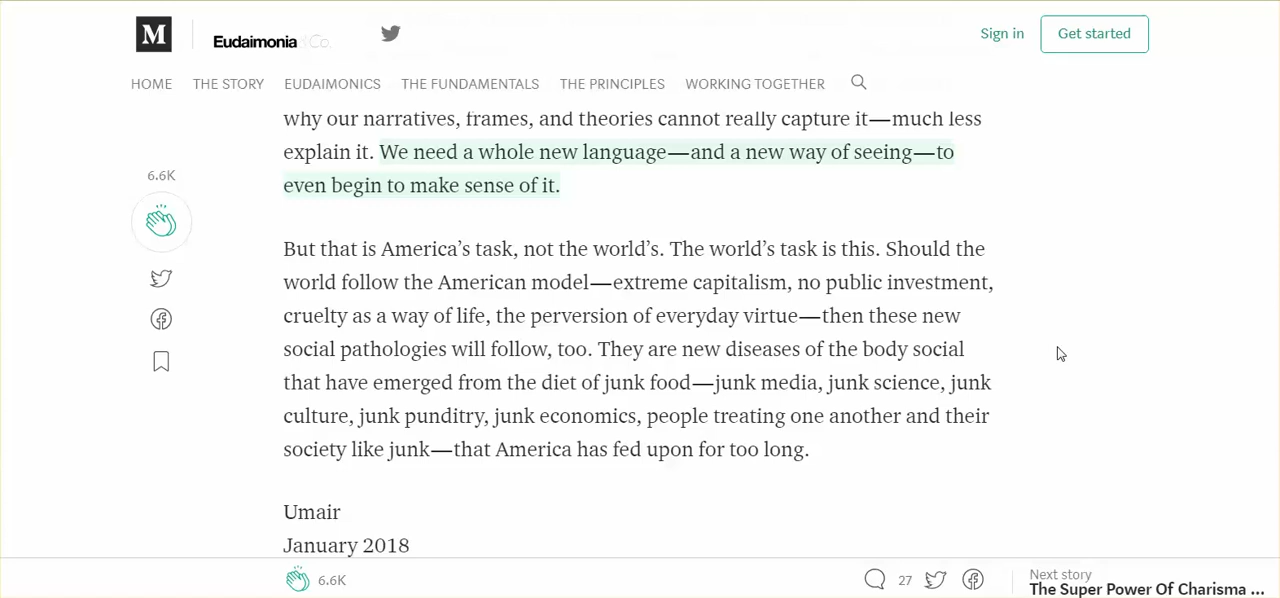 M
Eudaimonia & Co.
Sign in
Get started
HOME THE STORY EUDAIMONICS THE FUNDAMENTALS THE PRINCIPLES WORKING TOGETHER
why our narratives, frames, and theories cannot really capture it—much less
explain it. We need a whole new language—and a new way of seeing—to
even begin to make sense of it.
6.6K
But that is America’s task, not the world’s. The world’s task is this. Should the
world follow the American model—extreme capitalism, no public investment,
cruelty as a way of life, the perversion of everyday virtue—then these new
social pathologies will follow, too. They are new diseases of the body social
that have emerged from the diet of junk food—junk media, junk science, junk
culture, junk punditry, junk economics, people treating one another and their
society like junk—that America has fed upon for too long.
Umair
January 2018
6.6K
27
Next story
The Super Power Of Charisma ...